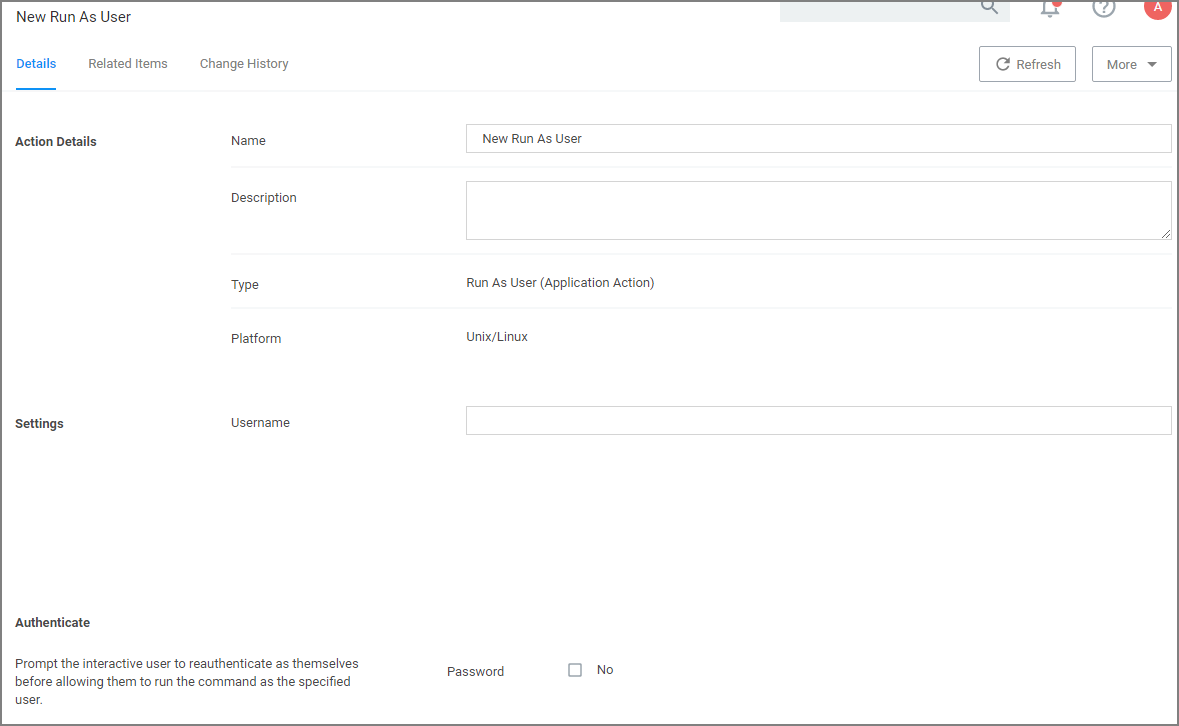 New Run As User
?
A
Details
Related Items
Change History
Refresh
More
Action Details
Name
New Run As User
Description
Type
Run As User (Application Action)
Platform
Unix/Linux
Settings
Username
Authenticate
Prompt the interactive user to reauthenticate as themselves
before allowing them to run the command as the specified
user.
Password
No